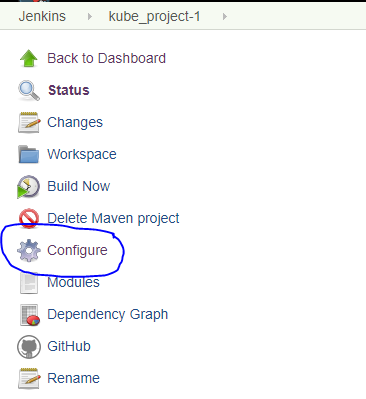 Jenkins kube_project-1
Back to Dashboard
Status
Changes
Workspace
Build Now
Delete Maven project
Configure
Modules
Dependency Graph
GitHub
Rename